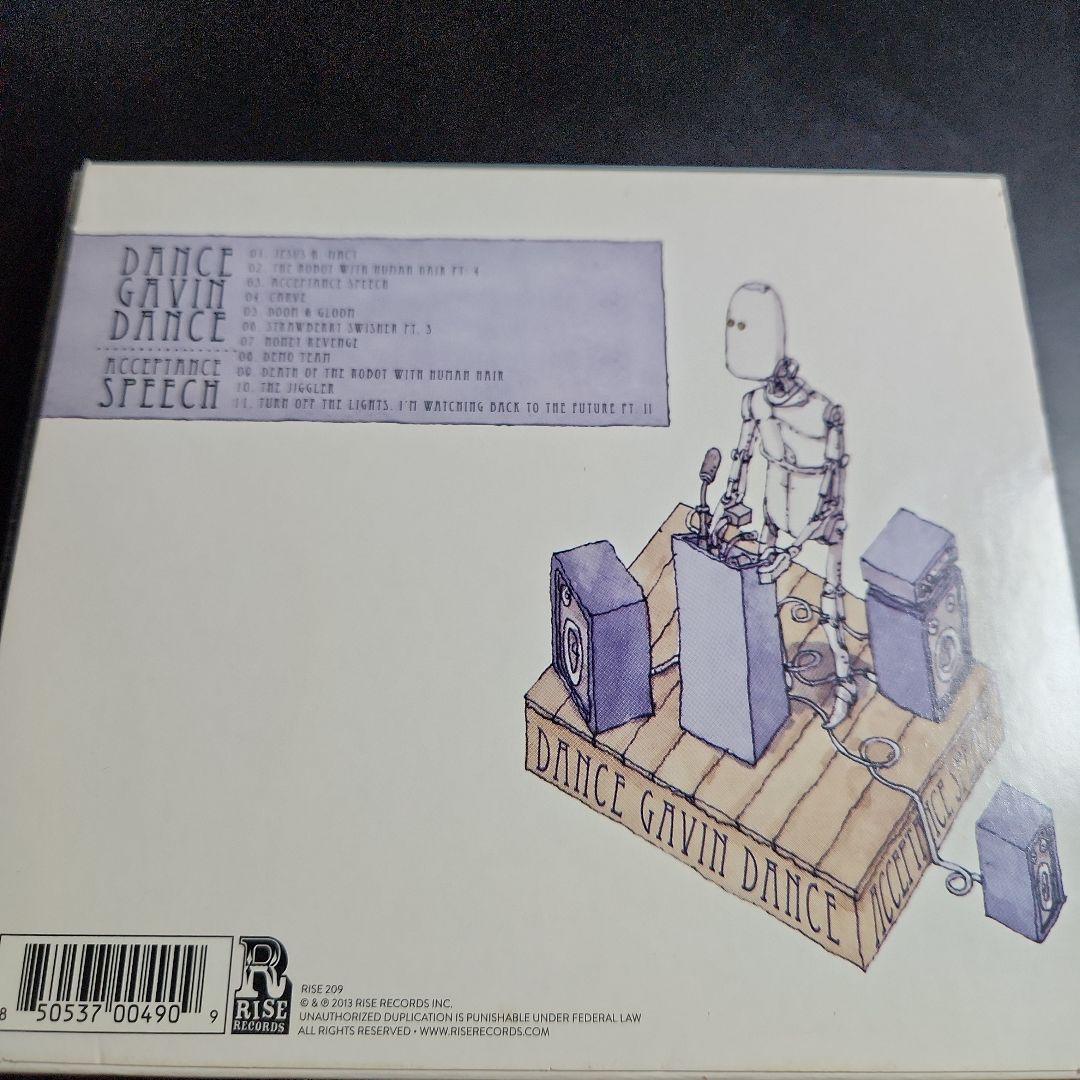 DANCE
GAVIN
DANCE
ACCEPTANCE
SPEECH
01. JESUS H. MACY
02. THE ROBOT WITH HUMAN HAIR PT. 4
03. ACCEPTANCE SPEECH
04. CARVE
05. DOOM & GLOOM
06. STRAWBERRY SWISHER PT. 3
07. HONEY REVENGE
08. DEMO TEAM
09. DEATH OF THE ROBOT WITH HUMAN HAIR
10. THE JIGGLER
11. TURN OFF THE LIGHTS, I'M WATCHING BACK TO THE FUTURE PT. II
DANCE GAVIN DANCE
ACCEPTANCE
8 50537 00490 9
R
RISE
RECORDS
RISE 209
© & ℗ 2013 RISE RECORDS INC.
UNAUTHORIZED DUPLICATION IS PUNISHABLE UNDER FEDERAL LAW
ALL RIGHTS RESERVED • WWW.RISERECORDS.COM